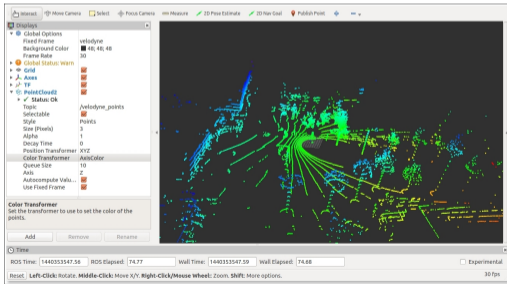 Interact Move Camera Select Focus Camera Measure 2D Pose Estimate 2D Nav Goal Publish Point
Displays
Global Options
Fixed Frame velodyne
Background Color 48; 48; 48
Frame Rate 30
Global Status: Warn
Grid
Axes
TF
PointCloud2
Status: Ok
Topic /velodyne_points
Selectable
Style Points
Size (Pixels) 3
Alpha 1
Decay Time 0
Position Transformer XYZ
Color Transformer AxisColor
Queue Size 10
Axis Z
Autocompute Valu...
Use Fixed Frame
Color Transformer
Set the transformer to use to set the color of the
points.
Add Remove Rename
Time
ROS Time: 1440353547.56 ROS Elapsed: 74.77 Wall Time: 1440353547.59 Wall Elapsed: 74.68 Experimental
Reset Left-Click: Rotate. Middle-Click: Move X/Y. Right-Click/Mouse Wheel: Zoom. Shift: More options. 30 fps